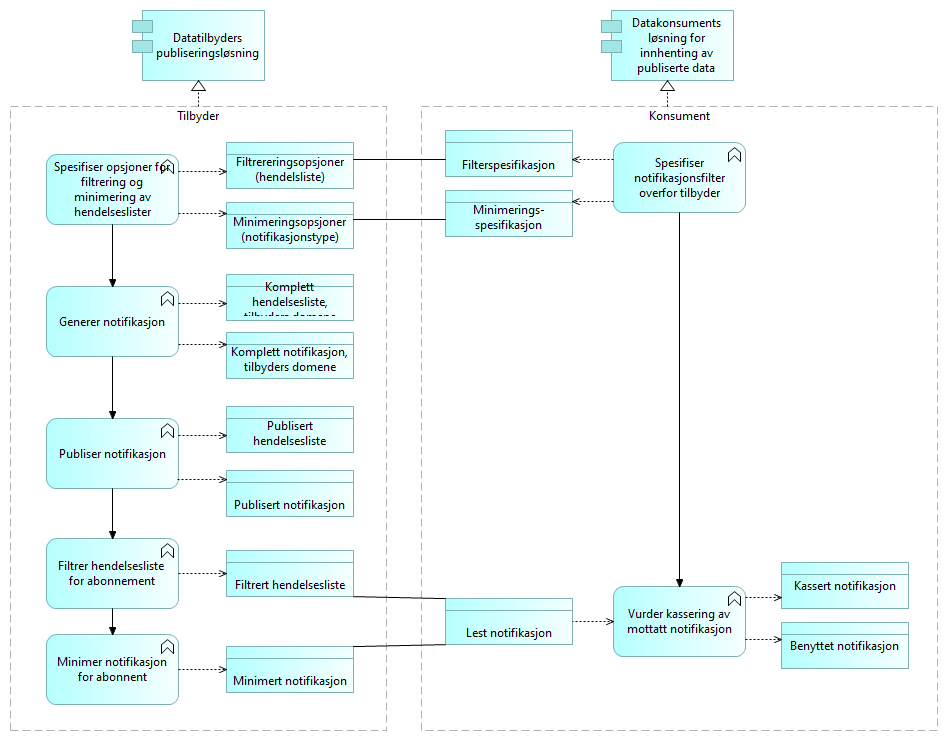 Datatilbyders
publiseringsløsning
Datakonsuments
løsning for
innhenting av
publiserte data
Tilbyder
Konsument
Spesifiser opsjoner for
filtrering og
minimering av
hendelseslister
Filtrereringsopsjoner
(hendelsliste)
Minimeringsopsjoner
(notifikasjonstype)
Filterspesifikasjon
Minimerings-
spesifikasjon
Spesifiser
notifikasjonsfilter
overfor tilbyder
Generer notifikasjon
Komplett
hendelsesliste,
tilbyders domene
Komplett notifikasjon,
tilbyders domene
Publiser notifikasjon
Publisert
hendelsesliste
Publisert notifikasjon
Filtrer hendelsesliste
for abonnement
Filtrert hendelsesliste
Minimer notifikasjon
for abonnent
Minimert notifikasjon
Lest notifikasjon
Vurder kassering av
mottatt notifikasjon
Kassert notifikasjon
Benyttet notifikasjon